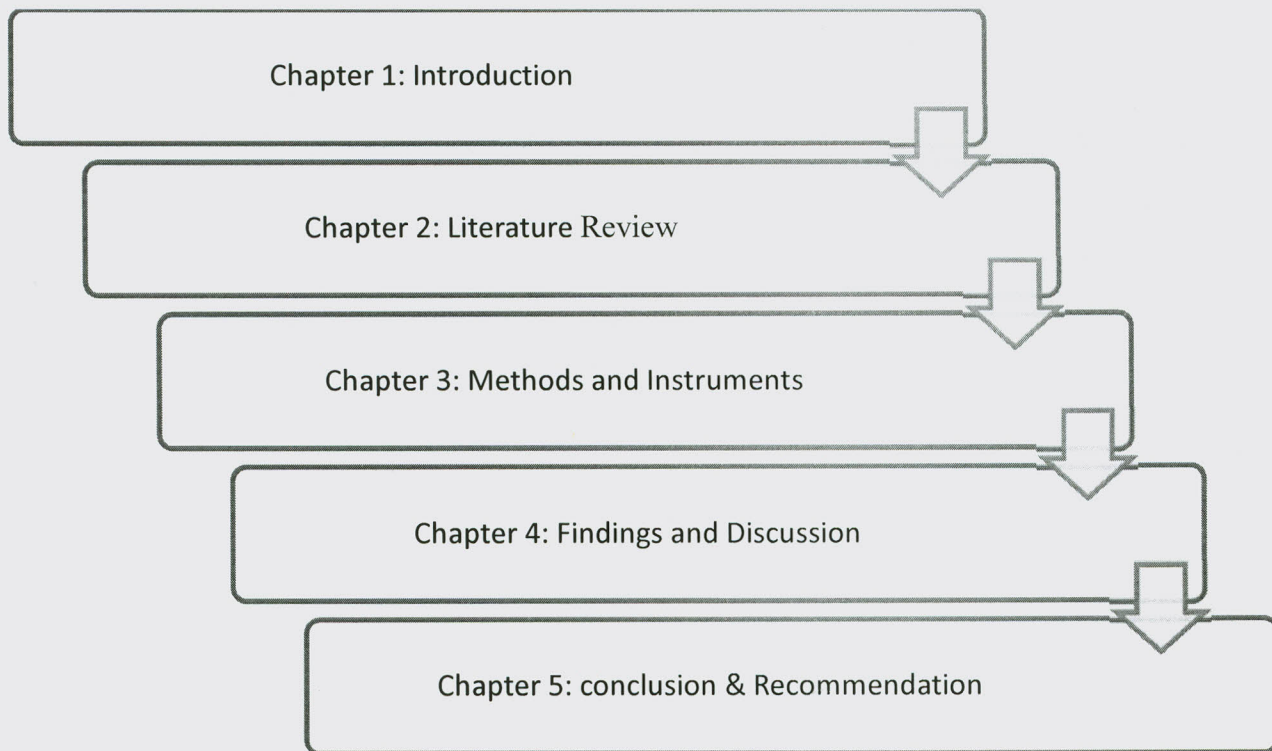 Chapter 1: Introduction
Chapter 2: Literature Review
Chapter 3: Methods and Instruments
Chapter 4: Findings and Discussion
Chapter 5: conclusion & Recommendation